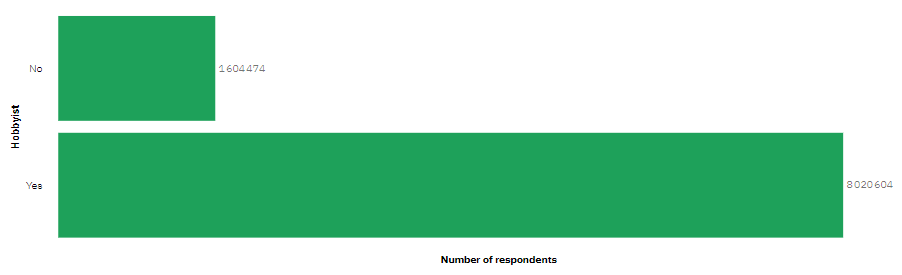 No
1604474
Hobbyist
Yes
8020604
Number of respondents